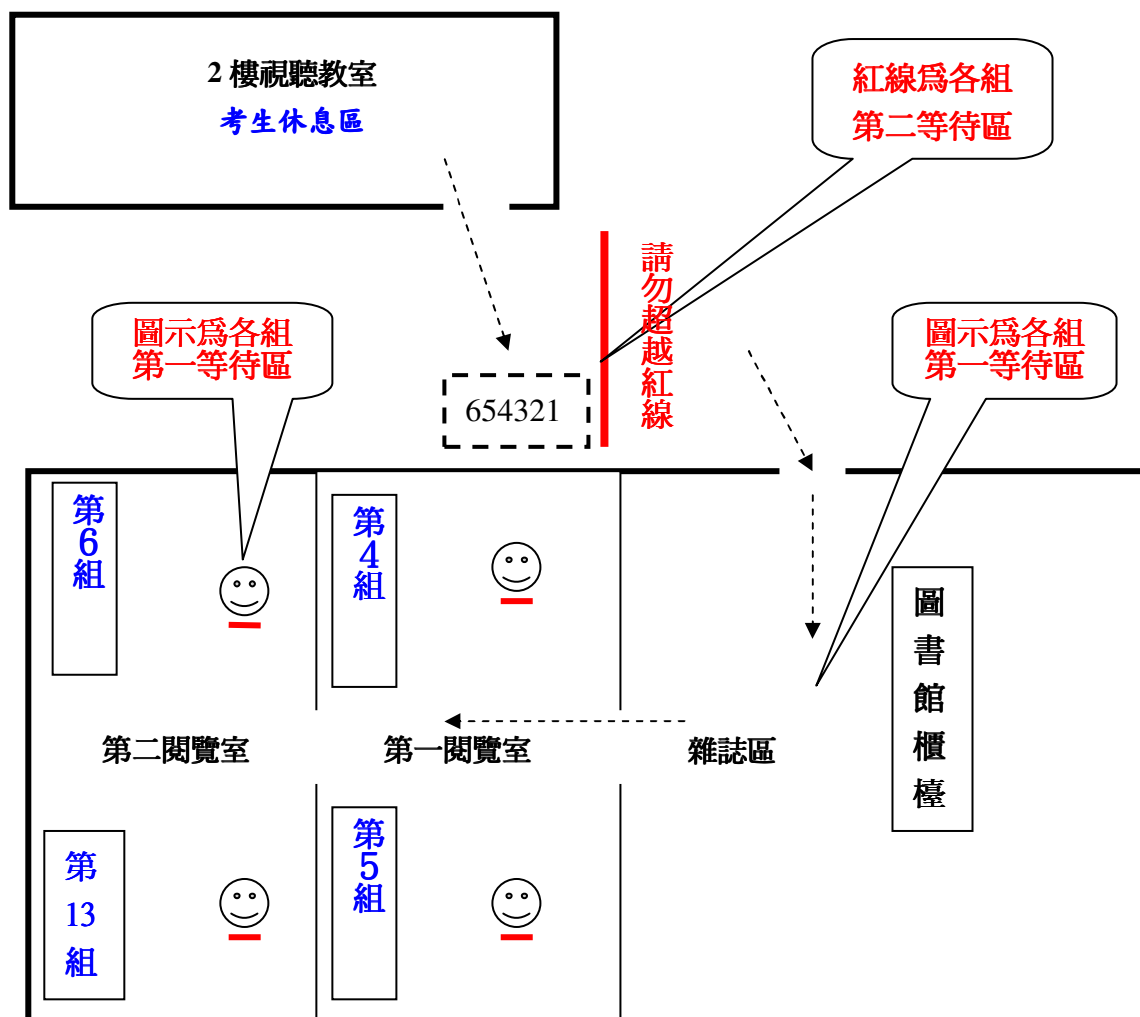 2 樓視聽教室
考生休息區
紅線爲各組
第二等待區
請勿超越紅線
圖示爲各組
第一等待區
圖示爲各組
第一等待區
654321
第6組
第4組
圖書館櫃檯
第二閱覽室
第一閱覽室
雜誌區
第13組
第5組